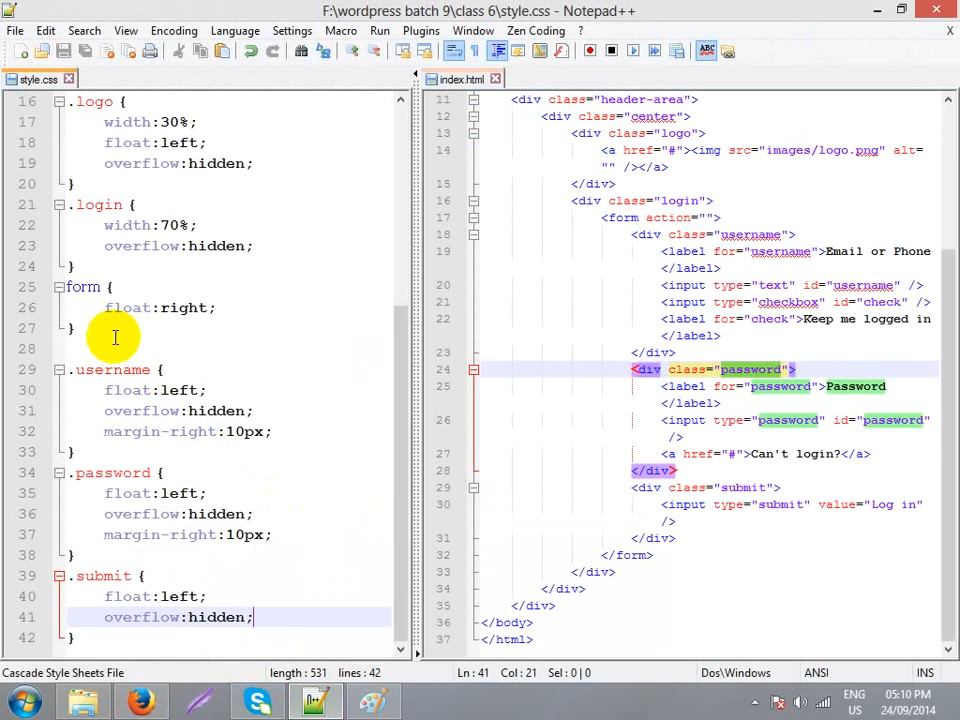 F:\wordpress batch 9\class 6\style.css - Notepad++
File Edit Search View Encoding Language Settings Macro Run Plugins Window Zen Coding ? X
ABC
style.css
index.html
16 .logo {
17 width:30%;
18 float:left;
19 overflow:hidden;
20 }
21 .login {
22 width:70%;
23 overflow:hidden;
24 }
25 form {
26 float:right;
27 }
28
29 .username {
30 float:left;
31 overflow:hidden;
32 margin-right:10px;
33 }
34 .password {
35 float:left;
36 overflow:hidden;
37 margin-right:10px;
38 }
39 .submit {
40 float:left;
41 overflow:hidden;
42 }
11 <div class="header-area">
12 <div class="center">
13 <div class="logo">
14 <a href="#"><img src="images/logo.png" alt=
"" /></a>
15 </div>
16 <div class="login">
17 <form action="">
18 <div class="username">
19 <label for="username">Email or Phone
</label>
20 <input type="text" id="username" />
21 <input type="checkbox" id="check" />
22 <label for="check">Keep me logged in
</label>
23 </div>
24 <div class="password">
25 <label for="password">Password
</label>
26 <input type="password" id="password"
/>
27 <a href="#">Can't login?</a>
28 </div>
29 <div class="submit">
30 <input type="submit" value="Log in"
/>
31 </div>
32 </form>
33 </div>
34 </div>
35 </div>
36 </body>
37 </html>
Cascade Style Sheets File length : 531 lines : 42 Ln : 41 Col : 21 Sel : 0 | 0 Dos\Windows ANSI INS
ENG
US
05:10 PM
24/09/2014